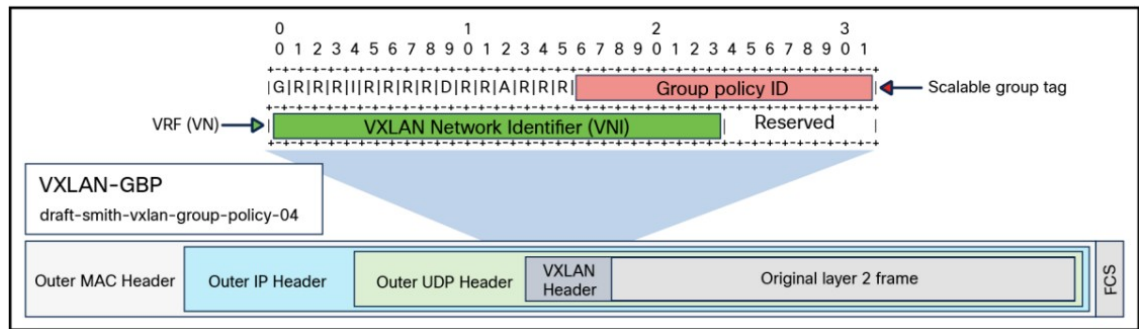 0 1 2 3
0 1 2 3 4 5 6 7 8 9 0 1 2 3 4 5 6 7 8 9 0 1 2 3 4 5 6 7 8 9 0 1
+-+-+-+-+-+-+-+-+-+-+-+-+-+-+-+-+-+-+-+-+-+-+-+-+-+-+-+-+-+-+-+-+
|G|R|R|R|I|R|R|R|R|D|R|R|A|R|R|R| Group policy ID | Scalable group tag
+-+-+-+-+-+-+-+-+-+-+-+-+-+-+-+-+-+-+-+-+-+-+-+-+-+-+-+-+-+-+-+-+
VRF (VN) | VXLAN Network Identifier (VNI) | Reserved |
+-+-+-+-+-+-+-+-+-+-+-+-+-+-+-+-+-+-+-+-+-+-+-+-+-+-+-+-+-+-+-+-+
VXLAN-GBP
draft-smith-vxlan-group-policy-04
Outer MAC Header
Outer IP Header
Outer UDP Header
VXLAN
Header
Original layer 2 frame
FCS